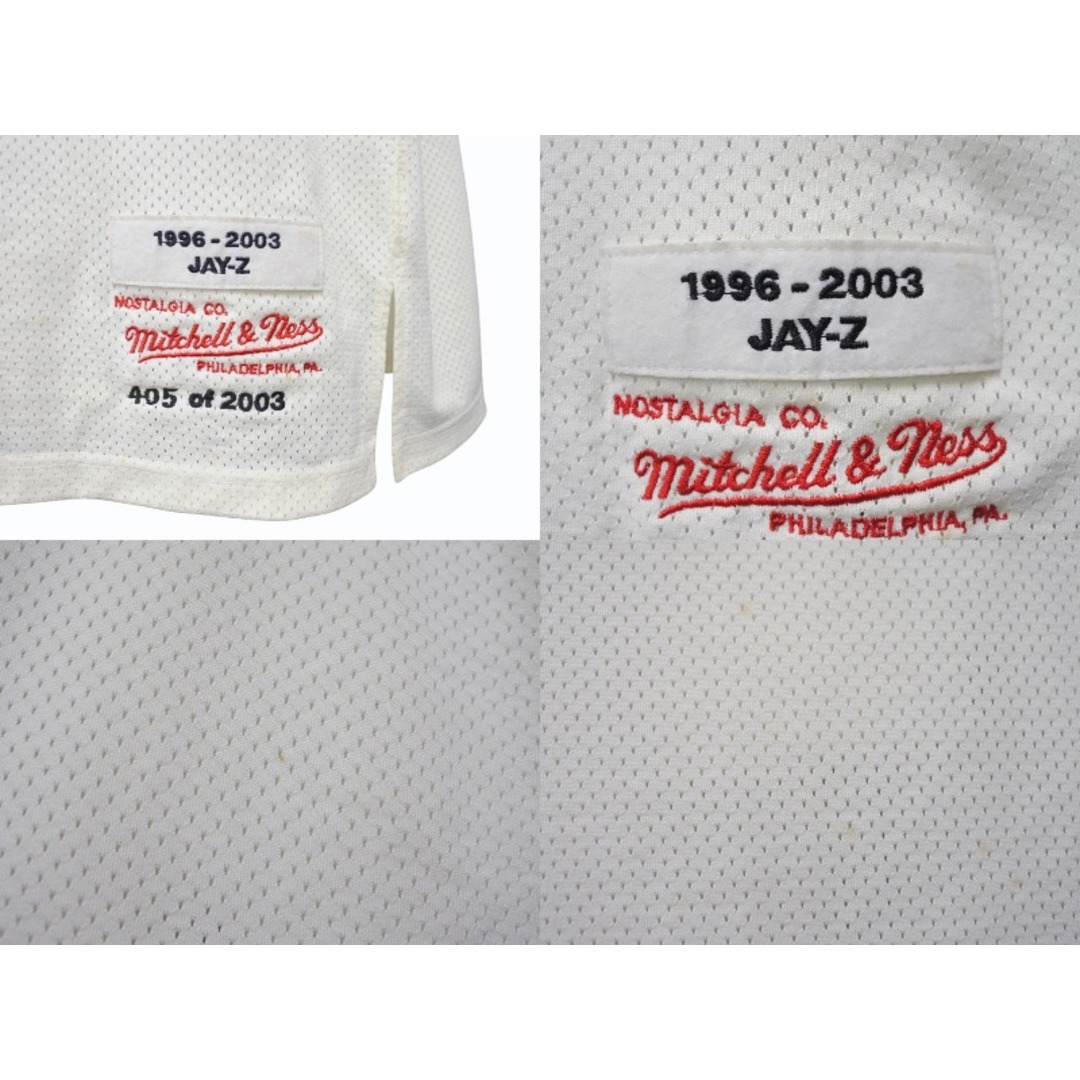 1996 - 2003
JAY-Z
NOSTALGIA CO.
Mitchell & Ness
PHILADELPHIA, PA.
405 of 2003
1996 - 2003
JAY-Z
NOSTALGIA CO.
Mitchell & Ness
PHILADELPHIA, PA.